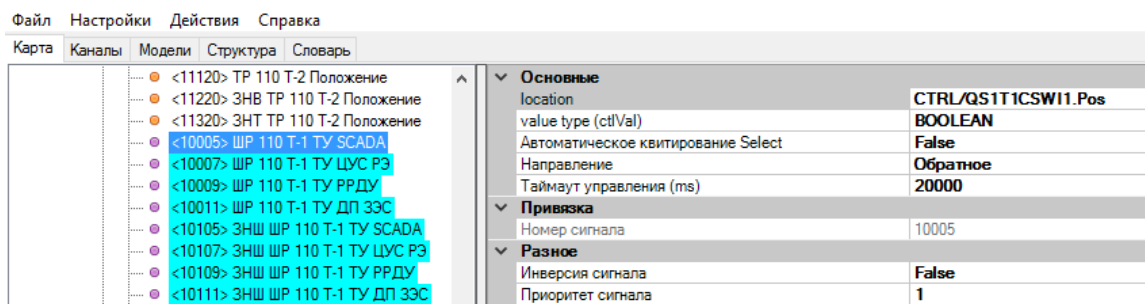 Файл Настройки Действия Справка
Карта Каналы Модели Структура Словарь
<11120> ТР 110 Т-2 Положение
<11220> ЗНВ ТР 110 Т-2 Положение
<11320> ЗНТ ТР 110 Т-2 Положение
<10005> ШР 110 Т-1 ТУ SCADA
<10007> ШР 110 Т-1 ТУ ЦУС РЭ
<10009> ШР 110 Т-1 ТУ РРДУ
<10011> ШР 110 Т-1 ТУ ДП ЗЭС
<10105> ЗНШ ШР 110 Т-1 ТУ SCADA
<10107> ЗНШ ШР 110 Т-1 ТУ ЦУС РЭ
<10109> ЗНШ ШР 110 Т-1 ТУ РРДУ
<10111> ЗНШ ШР 110 Т-1 ТУ ДП ЗЭС
Основные
location CTRL/QS1T1CSWI1.Pos
value type (ctlVal) BOOLEAN
Автоматическое квитирование Select False
Направление Обратное
Таймаут управления (ms) 20000
Привязка
Номер сигнала 10005
Разное
Инверсия сигнала False
Приоритет сигнала 1